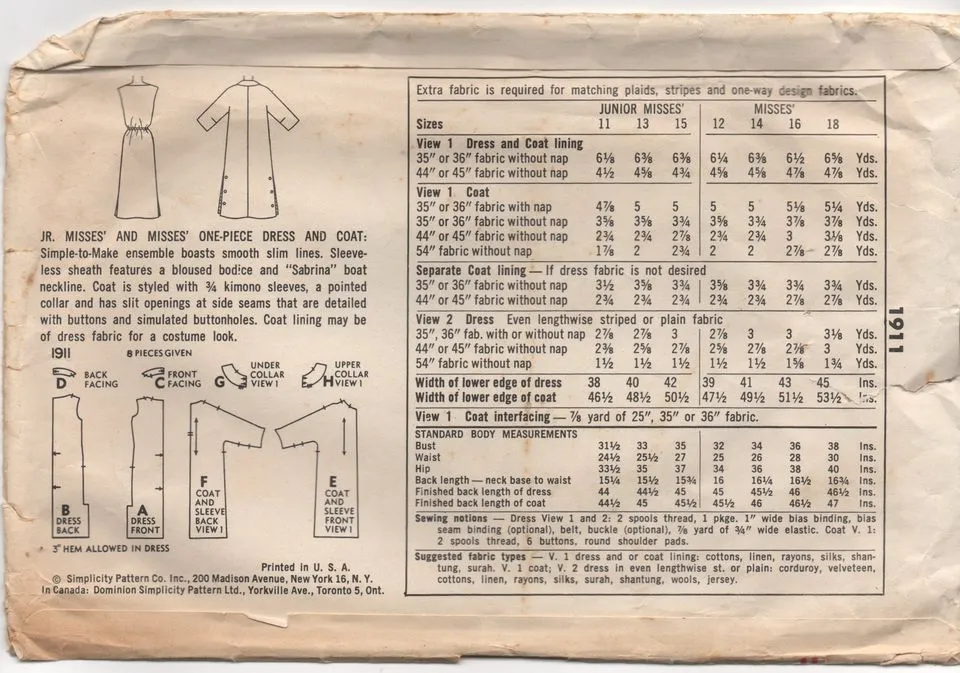 JR. MISSES' AND MISSES' ONE-PIECE DRESS AND COAT:
Simple-to-Make ensemble boasts smooth slim lines. Sleeve-
less sheath features a bloused bodice and "Sabrina" boat
neckline. Coat is styled with ¾ kimono sleeves, a pointed
collar and has slit openings at side seams that are detailed
with buttons and simulated buttonholes. Coat lining may be
of dress fabric for a costume look.
1911 8 PIECES GIVEN
D BACK FACING
C FRONT FACING
G UNDER COLLAR VIEW 1
H UPPER COLLAR VIEW 1
B DRESS BACK
A DRESS FRONT
F COAT AND SLEEVE BACK VIEW 1
E COAT AND SLEEVE FRONT VIEW 1
3" HEM ALLOWED IN DRESS
Printed in U. S. A.
© Simplicity Pattern Co. Inc., 200 Madison Avenue, New York 16, N. Y.
In Canada: Dominion Simplicity Pattern Ltd., Yorkville Ave., Toronto 5, Ont.
Extra fabric is required for matching plaids, stripes and one-way design fabrics.
JUNIOR MISSES' MISSES'
Sizes 11 13 15 12 14 16 18
View 1 Dress and Coat lining
35" or 36" fabric without nap 6⅛ 6⅜ 6⅜ 6¼ 6⅜ 6½ 6⅝ Yds.
44" or 45" fabric without nap 4½ 4⅝ 4¾ 4⅝ 4⅝ 4⅞ 4⅞ Yds.
View 1 Coat
35" or 36" fabric with nap 4⅞ 5 5 5 5 5⅛ 5¼ Yds.
35" or 36" fabric without nap 3⅝ 3⅝ 3¾ 3⅝ 3¾ 3⅞ 3⅞ Yds.
44" or 45" fabric without nap 2¾ 2¾ 2⅞ 2¾ 2¾ 3 3⅛ Yds.
54" fabric without nap 1⅞ 2 2¾ 2 2 2⅞ 2⅞ Yds.
Separate Coat lining — If dress fabric is not desired
35" or 36" fabric without nap 3½ 3⅝ 3¾ 3⅝ 3¾ 3¾ 3¾ Yds.
44" or 45" fabric without nap 2¾ 2¾ 2¾ 2¾ 2¾ 2⅞ 2⅞ Yds.
View 2 Dress Even lengthwise striped or plain fabric
35", 36" fab. with or without nap 2⅞ 2⅞ 3 2⅞ 3 3 3⅛ Yds.
44" or 45" fabric without nap 2⅜ 2⅝ 2⅞ 2⅝ 2⅞ 2⅞ 3 Yds.
54" fabric without nap 1½ 1½ 1½ 1½ 1½ 1⅝ 1¾ Yds.
Width of lower edge of dress 38 40 42 39 41 43 45 Ins.
Width of lower edge of coat 46½ 48½ 50½ 47½ 49½ 51½ 53½ Ins.
View 1 Coat interfacing — ⅞ yard of 25", 35" or 36" fabric.
STANDARD BODY MEASUREMENTS
Bust 31½ 33 35 32 34 36 38 Ins.
Waist 24½ 25½ 27 25 26 28 30 Ins.
Hip 33½ 35 37 34 36 38 40 Ins.
Back length — neck base to waist 15¼ 15½ 15¾ 16 16¼ 16½ 16¾ Ins.
Finished back length of dress 44 44½ 45 45 45½ 46 46½ Ins.
Finished back length of coat 44½ 45 45½ 45½ 46 46½ 47 Ins.
Sewing notions — Dress View 1 and 2: 2 spools thread, 1 pkge. 1" wide bias binding, bias
seam binding (optional), belt, buckle (optional), ⅞ yard of ¾" wide elastic. Coat V. 1:
2 spools thread, 6 buttons, round shoulder pads.
Suggested fabric types — V. 1 dress and or coat lining: cottons, linen, rayons, silks, shan-
tung, surah. V. 1 coat; V. 2 dress in even lengthwise st. or plain: corduroy, velveteen,
cottons, linen, rayons, silks, surah, shantung, wools, jersey.
1911